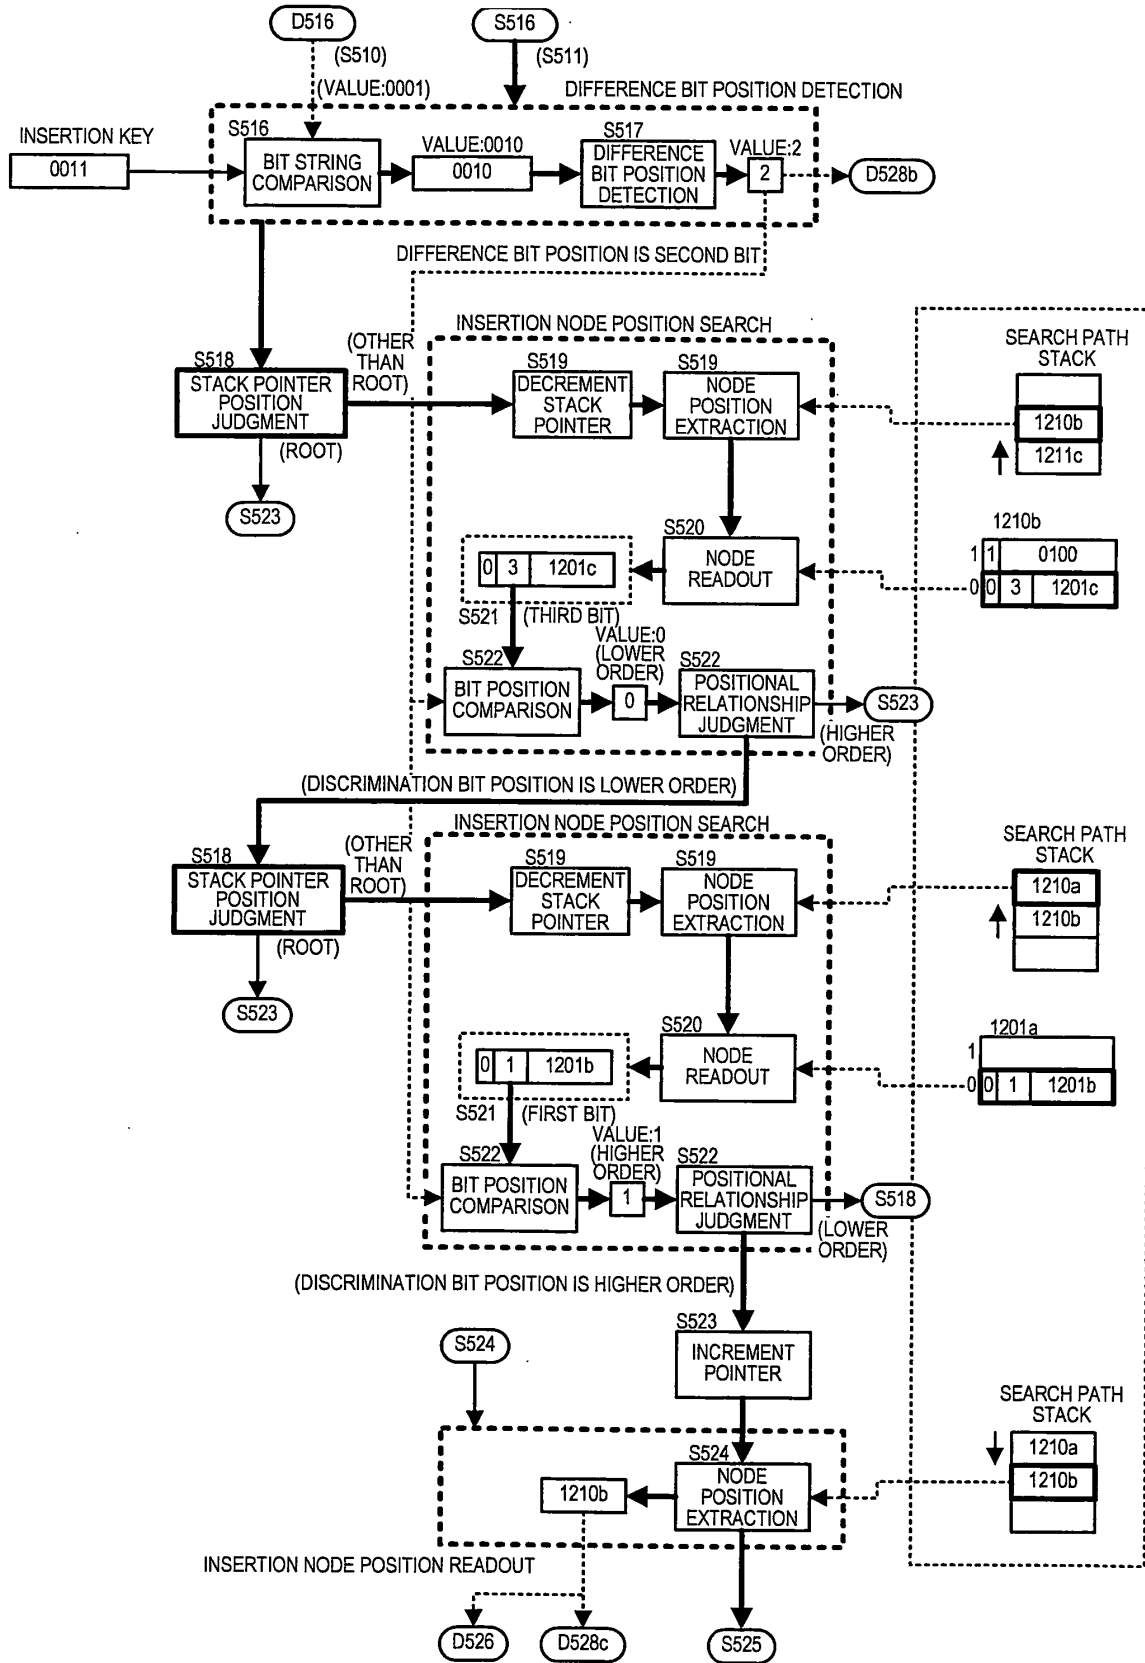 D516
S516
(S510)
(S511)
(VALUE:0001)
DIFFERENCE BIT POSITION DETECTION
INSERTION KEY
0011
S516
BIT STRING
COMPARISON
VALUE:0010
0010
S517
DIFFERENCE
BIT POSITION
DETECTION
VALUE:2
2
D528b
DIFFERENCE BIT POSITION IS SECOND BIT
INSERTION NODE POSITION SEARCH
S518
STACK POINTER
POSITION
JUDGMENT
(OTHER
THAN
ROOT)
(ROOT)
S523
S519
DECREMENT
STACK
POINTER
S519
NODE
POSITION
EXTRACTION
SEARCH PATH
STACK
1210b
1211c
S520
NODE
READOUT
1210b
1 1 0100
0 0 3 1201c
0 3 1201c
S521
(THIRD BIT)
S522
BIT POSITION
COMPARISON
VALUE:0
(LOWER
ORDER)
0
S522
POSITIONAL
RELATIONSHIP
JUDGMENT
S523
(HIGHER
ORDER)
(DISCRIMINATION BIT POSITION IS LOWER ORDER)
INSERTION NODE POSITION SEARCH
S518
STACK POINTER
POSITION
JUDGMENT
(OTHER
THAN
ROOT)
(ROOT)
S523
S519
DECREMENT
STACK
POINTER
S519
NODE
POSITION
EXTRACTION
SEARCH PATH
STACK
1210a
1210b
S520
NODE
READOUT
1201a
1
0 0 1 1201b
0 1 1201b
S521
(FIRST BIT)
S522
BIT POSITION
COMPARISON
VALUE:1
(HIGHER
ORDER)
1
S522
POSITIONAL
RELATIONSHIP
JUDGMENT
S518
(LOWER
ORDER)
(DISCRIMINATION BIT POSITION IS HIGHER ORDER)
S523
INCREMENT
POINTER
S524
SEARCH PATH
STACK
1210a
1210b
S524
NODE
POSITION
EXTRACTION
1210b
INSERTION NODE POSITION READOUT
D526
D528c
S525